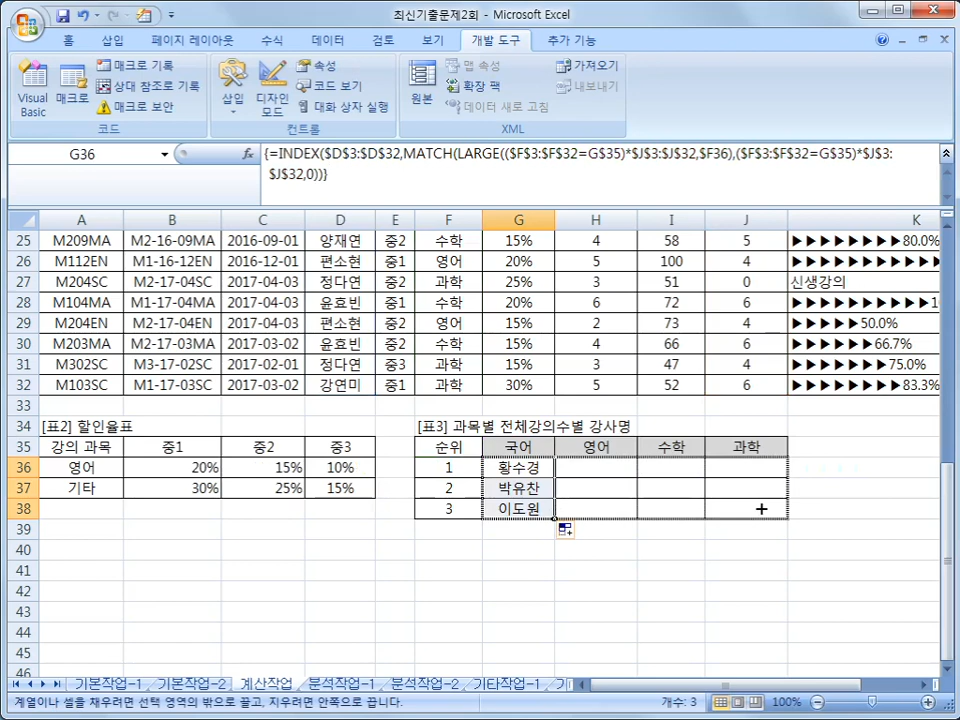 최신기출문제2회 - Microsoft Excel
홈 삽입 페이지 레이아웃 수식 데이터 검토 보기 개발 도구 추가 기능
Visual Basic 매크로 매크로 기록 상대 참조로 기록 매크로 보안
코드
삽입 디자인 모드 속성 코드 보기 대화 상자 실행
컨트롤
원본 맵 속성 확장 팩 데이터 새로 고침 가져오기 내보내기
XML
G36 fx {=INDEX($D$3:$D$32,MATCH(LARGE(($F$3:$F$32=G$35)*$J$3:$J$32,$F36),($F$3:$F$32=G$35)*$J$3:
$J$32,0))}
A B C D E F G H I J K
25 M209MA M2-16-09MA 2016-09-01 양재연 중2 수학 15% 4 58 5 ▶▶▶▶▶▶▶▶80.0%
26 M112EN M1-16-12EN 2016-12-01 편소현 중1 영어 20% 5 100 4 ▶▶▶▶▶▶▶▶▶▶
27 M204SC M2-17-04SC 2017-04-03 정다연 중2 과학 25% 3 51 0 신생강의
28 M104MA M1-17-04MA 2017-04-03 윤효빈 중1 수학 20% 6 72 6 ▶▶▶▶▶▶▶▶▶▶1
29 M204EN M2-17-04EN 2017-04-03 편소현 중2 영어 15% 2 73 4 ▶▶▶▶▶50.0%
30 M203MA M2-17-03MA 2017-03-02 윤효빈 중2 수학 15% 4 66 6 ▶▶▶▶▶▶66.7%
31 M302SC M3-17-02SC 2017-02-01 정다연 중3 과학 15% 3 47 4 ▶▶▶▶▶▶▶75.0%
32 M103SC M1-17-03SC 2017-03-02 강연미 중1 과학 30% 5 52 6 ▶▶▶▶▶▶▶▶83.3%
33
34 [표2] 할인율표 [표3] 과목별 전체강의수별 강사명
35 강의 과목 중1 중2 중3 순위 국어 영어 수학 과학
36 영어 20% 15% 10% 1 황수경
37 기타 30% 25% 15% 2 박유찬
38 3 이도원
39
40
41
42
43
44
45
46
기본작업-1 기본작업-2 계산작업 분석작업-1 분석작업-2 기타작업-1
계열이나 셀을 채우려면 선택 영역의 밖으로 끌고, 지우려면 안쪽으로 끕니다. 개수: 3 100%